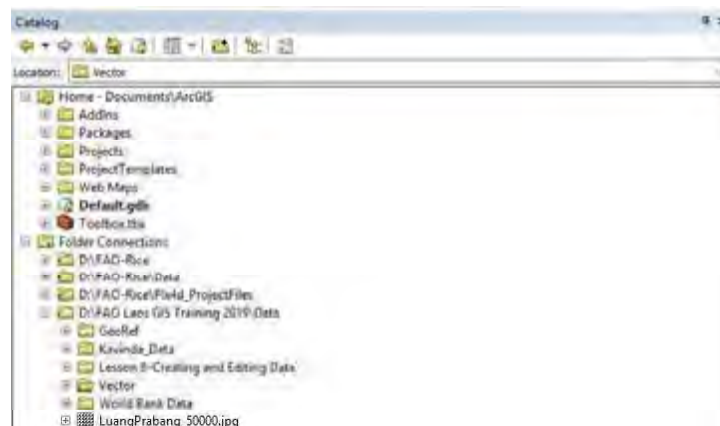 Catalog
Location: Vector
Home - Documents\ArcGIS
AddIns
Packages
Projects
ProjectTemplates
Web Maps
Default.gdb
Toolbox.tbx
Folder Connections
D:\FAO-Rice
D:\FAO-Rice\Data
D:\FAO-Rice\Pix4d_ProjectFiles
D:\FAO Laos GIS Training 2019\Data
GeoRef
Kavinda_Data
Lesson 8-Creating and Editing Data
Vector
World Bank Data
LuangPrabang_50000.jpg